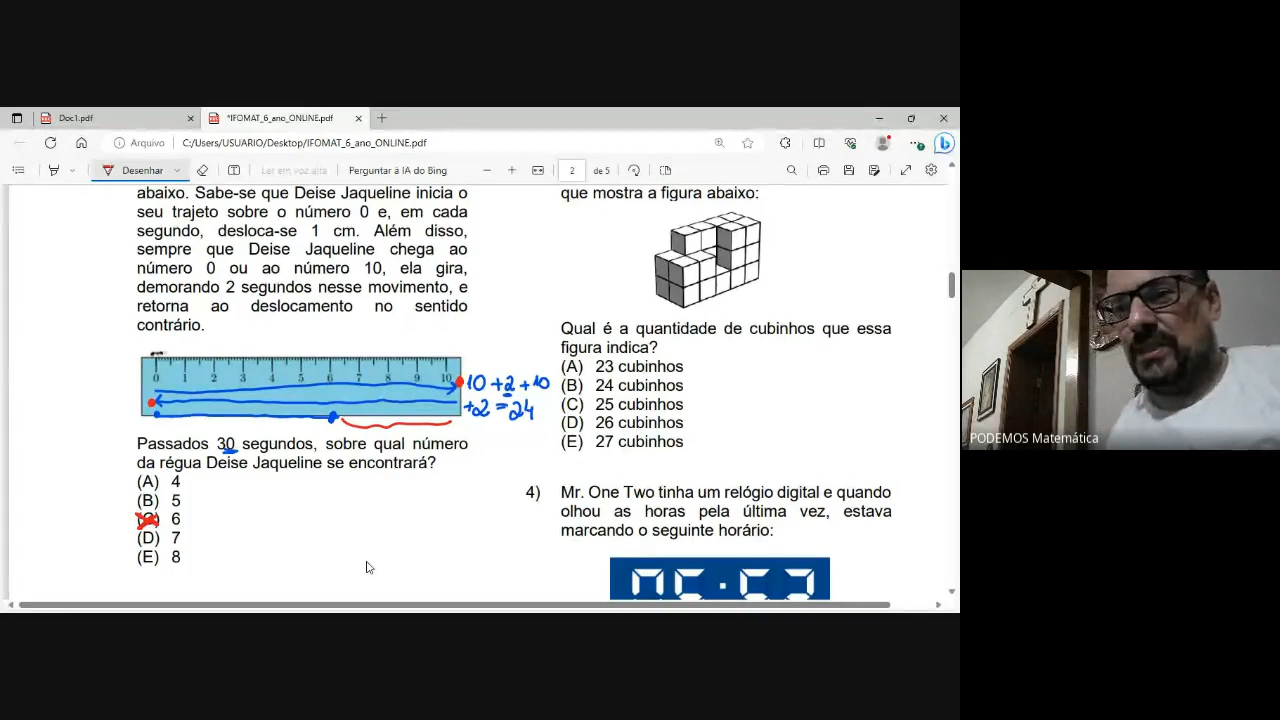 Doc1.pdf
*IFOMAT_6_ano_ONLINE.pdf
Arquivo
C:/Users/USUARIO/Desktop/IFOMAT_6_ano_ONLINE.pdf
Desenhar
Ler em voz alta
Perguntar à IA do Bing
2
de 5
abaixo. Sabe-se que Deise Jaqueline inicia o
seu trajeto sobre o número 0 e, em cada
segundo, desloca-se 1 cm. Além disso,
sempre que Deise Jaqueline chega ao
número 0 ou ao número 10, ela gira,
demorando 2 segundos nesse movimento, e
retorna ao deslocamento no sentido
contrário.
0 1 2 3 4 5 6 7 8 9 10
10 + 2 + 10
+2 = 24
Passados 30 segundos, sobre qual número
da régua Deise Jaqueline se encontrará?
(A) 4
(B) 5
(C) 6
(D) 7
(E) 8
que mostra a figura abaixo:
Qual é a quantidade de cubinhos que essa
figura indica?
(A) 23 cubinhos
(B) 24 cubinhos
(C) 25 cubinhos
(D) 26 cubinhos
(E) 27 cubinhos
4) Mr. One Two tinha um relógio digital e quando
olhou as horas pela última vez, estava
marcando o seguinte horário:
PODEMOS Matemática